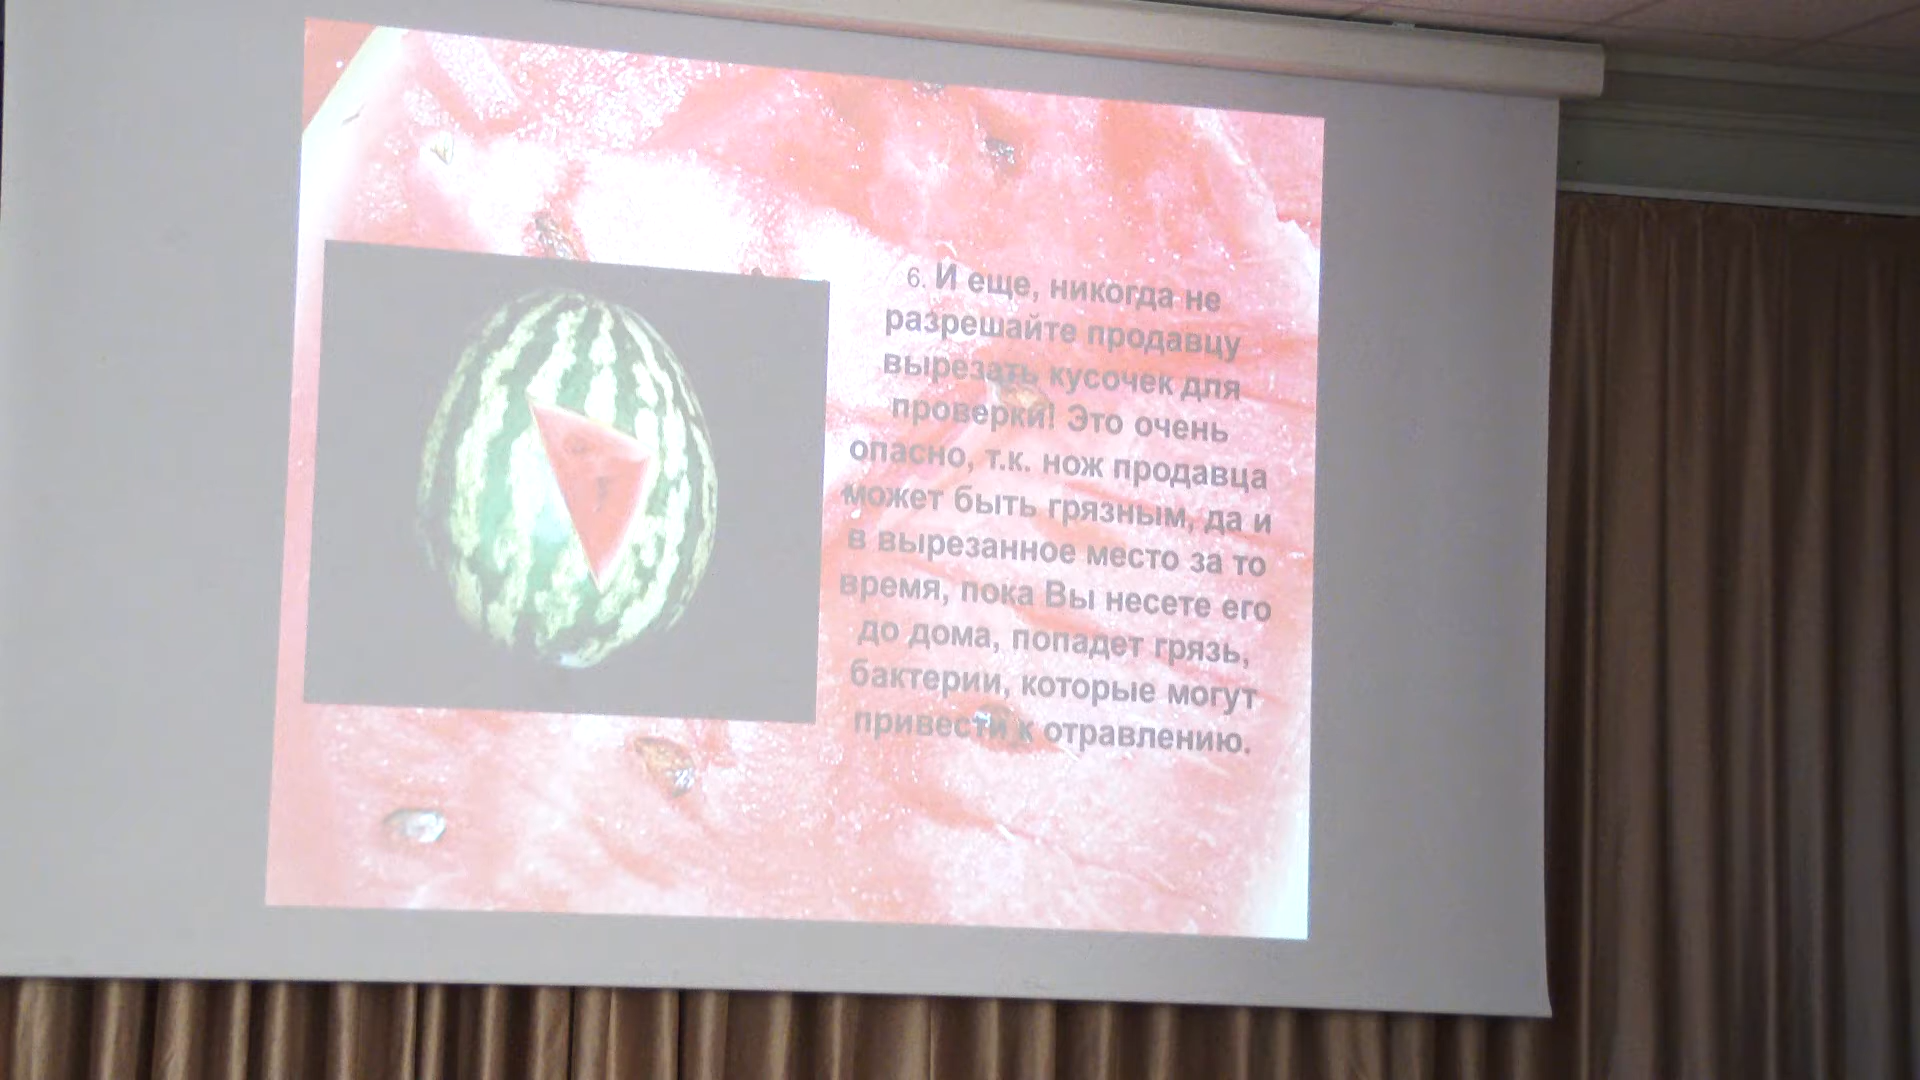 6. И еще, никогда не
разрешайте продавцу
вырезать кусочек для
проверки! Это очень
опасно, т.к. нож продавца
может быть грязным, да и
в вырезанное место за то
время, пока Вы несете его
до дома, попадет грязь,
бактерии, которые могут
привести к отравлению.